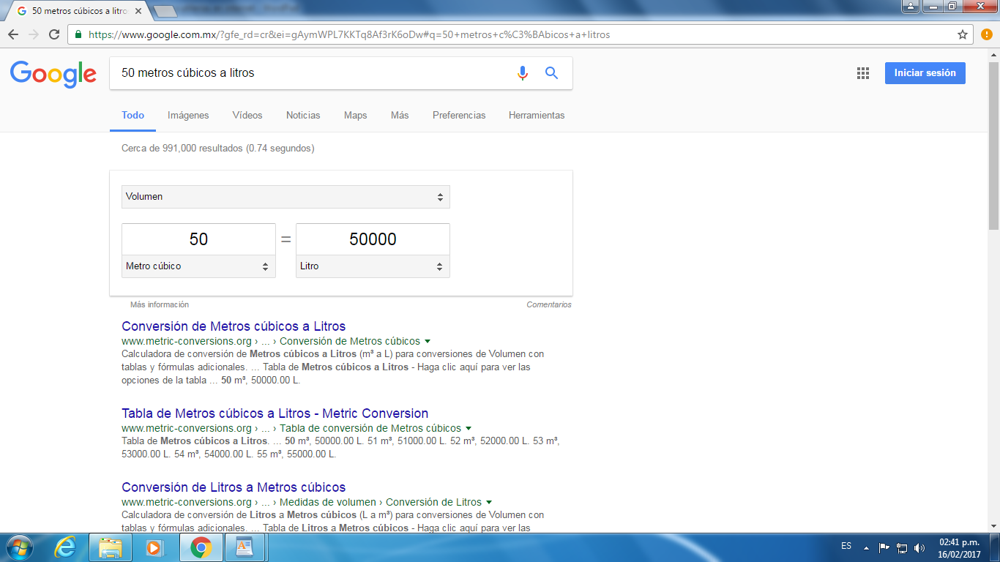 50 metros cúbicos a litro
https://www.google.com.mx/?gfe_rd=cr&ei=gAymWPL7KKTq8Af3rK6oDw#q=50+metros+c%C3%BAbicos+a+litros
Google
50 metros cúbicos a litros
Iniciar sesión
Todo Imágenes Vídeos Noticias Maps Más Preferencias Herramientas
Cerca de 991,000 resultados (0.74 segundos)
Volumen
50 = 50000
Metro cúbico Litro
Más información Comentarios
Conversión de Metros cúbicos a Litros
www.metric-conversions.org › ... › Conversión de Metros cúbicos
Calculadora de conversión de Metros cúbicos a Litros (m³ a L) para conversiones de Volumen con
tablas y fórmulas adicionales. ... Tabla de Metros cúbicos a Litros - Haga clic aquí para ver las
opciones de la tabla ... 50 m³, 50000.00 L.
Tabla de Metros cúbicos a Litros - Metric Conversion
www.metric-conversions.org › ... › Tabla de conversión de Metros cúbicos
Tabla de Metros cúbicos a Litros. ... 50 m³, 50000.00 L. 51 m³, 51000.00 L. 52 m³, 52000.00 L. 53 m³,
53000.00 L. 54 m³, 54000.00 L. 55 m³, 55000.00 L.
Conversión de Litros a Metros cúbicos
www.metric-conversions.org › ... › Medidas de volumen › Conversión de Litros
Calculadora de conversión de Litros a Metros cúbicos (L a m³) para conversiones de Volumen con
tablas y fórmulas adicionales. ... Tabla de Litros a Metros cúbicos - Haga clic aquí para ver las
ES
02:41 p.m.
16/02/2017